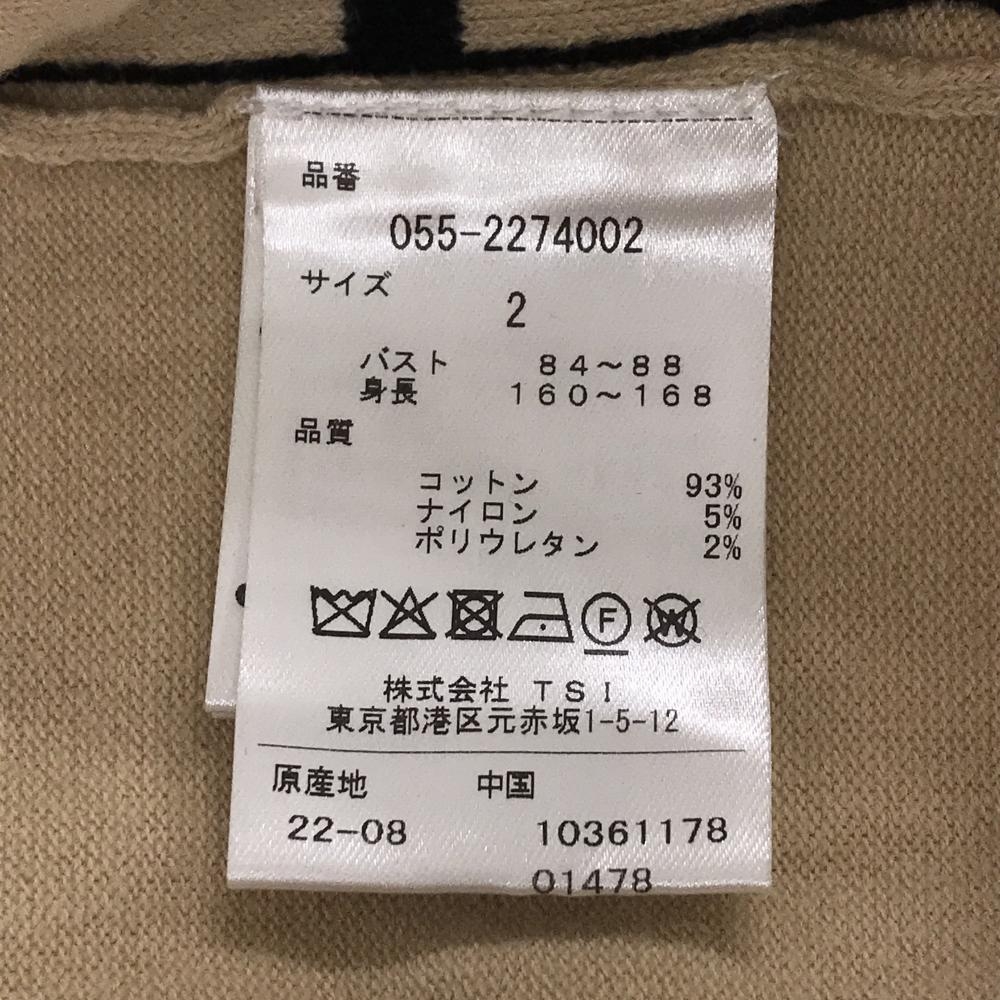 品番
055-2274002
サイズ
2
バスト 84～88
身長 160～168
品質
コットン 93%
ナイロン 5%
ポリウレタン 2%
F W
株式会社 TSI
東京都港区元赤坂1-5-12
原産地 中国
22-08 10361178
01478